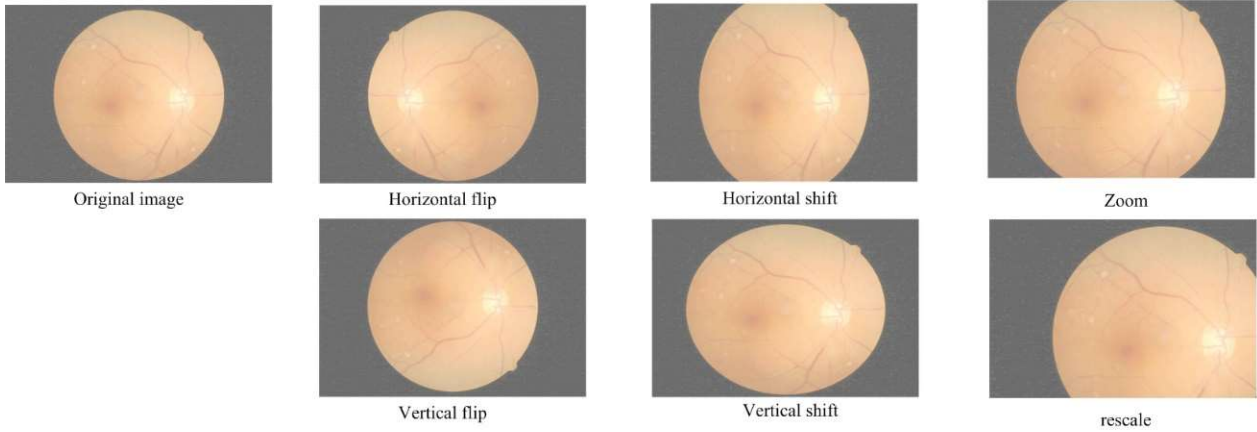 Original image
Horizontal flip
Horizontal shift
Zoom
Vertical flip
Vertical shift
rescale